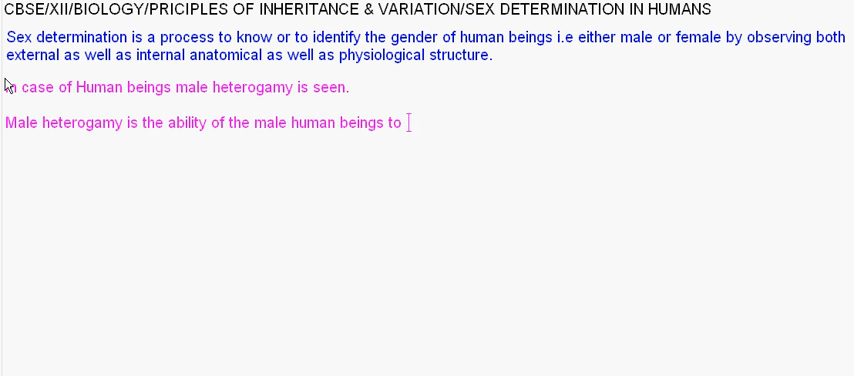 CBSE/XII/BIOLOGY/PRICIPLES OF INHERITANCE & VARIATION/SEX DETERMINATION IN HUMANS
Sex determination is a process to know or to identify the gender of human beings i.e either male or female by observing both
external as well as internal anatomical as well as physiological structure.
In case of Human beings male heterogamy is seen.
Male heterogamy is the ability of the male human beings to